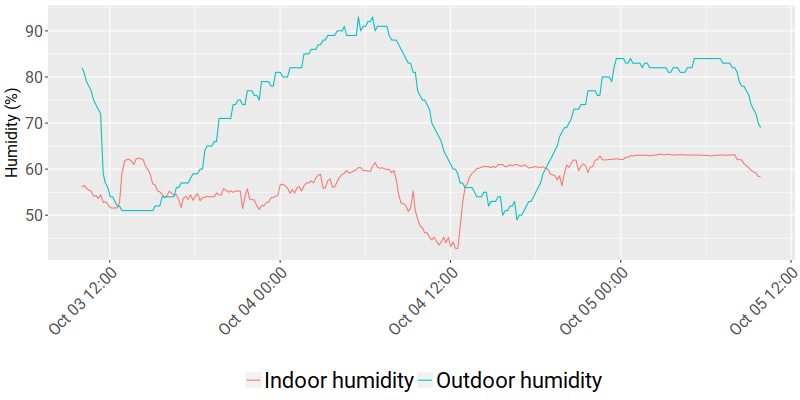 Humidity (%)
90
80
70
60
50
Oct 03 12:00
Oct 04 00:00
Oct 04 12:00
Oct 05 00:00
Oct 05 12:00
Indoor humidity Outdoor humidity